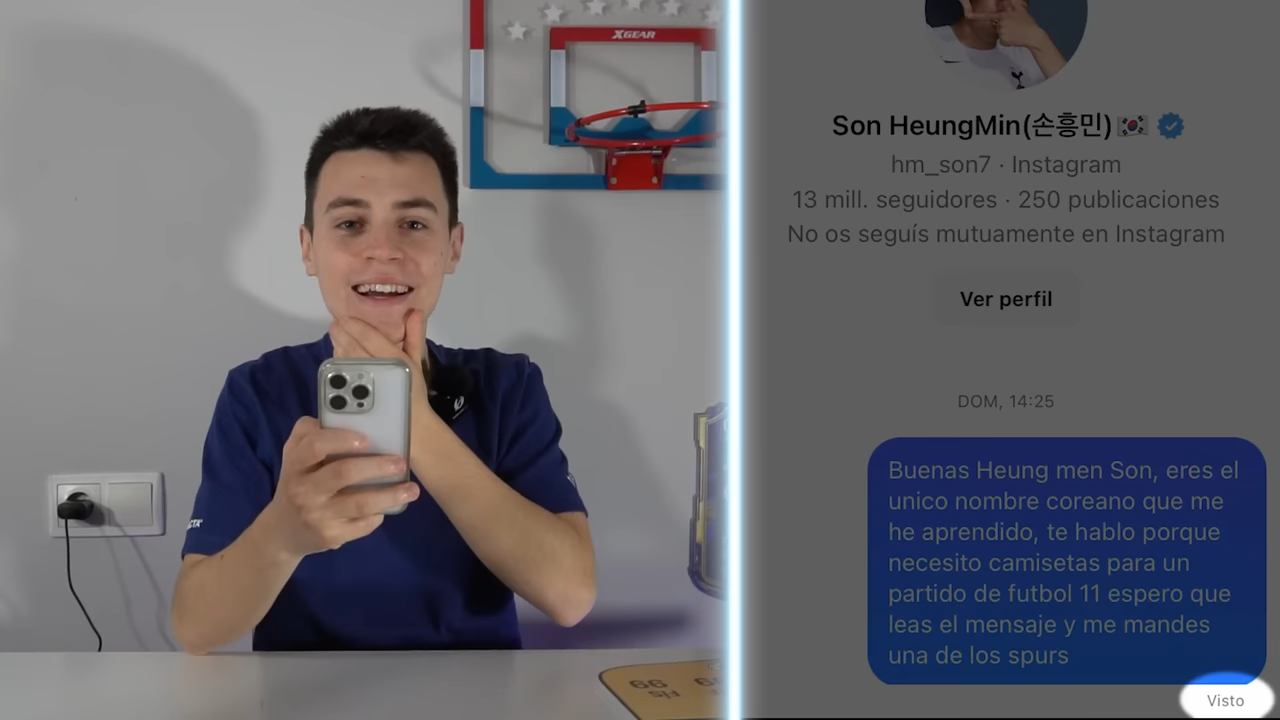 XGEAR
99
Son HeungMin(손흥민)🇰🇷
hm_son7 · Instagram
13 mill. seguidores · 250 publicaciones
No os seguís mutuamente en Instagram
Ver perfil
DOM, 14:25
Buenas Heung men Son, eres el
unico nombre coreano que me
he aprendido, te hablo porque
necesito camisetas para un
partido de futbol 11 espero que
leas el mensaje y me mandes
una de los spurs
Visto